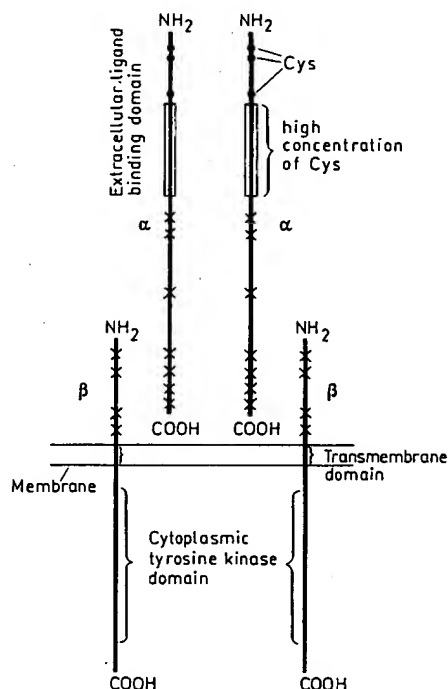 NH2 NH2
Cys
Extracellular ligand
binding domain
high
concentration
of Cys
α α
NH2 NH2
β β
COOH COOH
Membrane
Transmembrane
domain
Cytoplasmic
tyrosine kinase
domain
COOH COOH